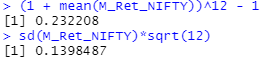 > (1 + mean(M_Ret_NIFTY))^12 - 1
[1] 0.232208
> sd(M_Ret_NIFTY)*sqrt(12)
[1] 0.1398487